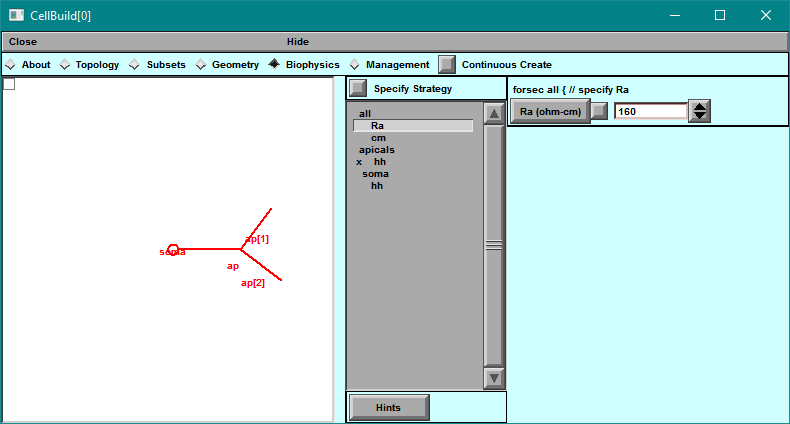 CellBuild[0]
Close Hide
About Topology Subsets Geometry Biophysics Management Continuous Create
Specify Strategy
all
Ra
cm
apicals
x hh
soma
hh
Hints
forsec all { // specify Ra
Ra (ohm-cm) 160
soma
ap[1]
ap
ap[2]